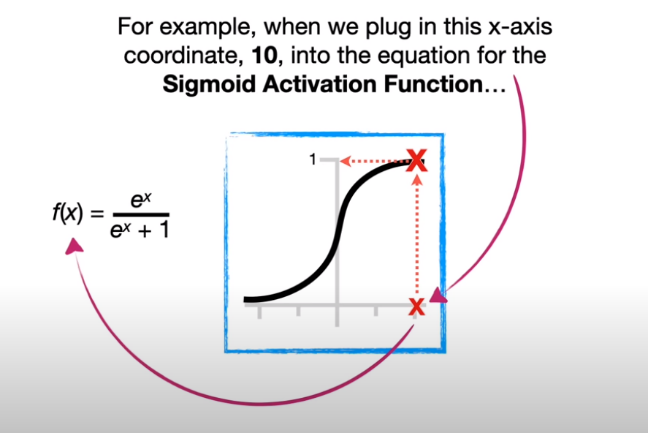 For example, when we plug in this x-axis
coordinate, 10, into the equation for the
Sigmoid Activation Function…
1
X
f(x) = eˣ / eˣ + 1
X